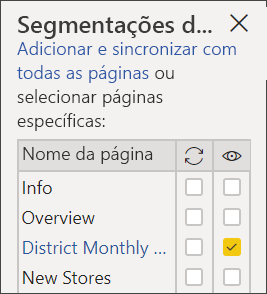 Segmentações d...
Adicionar e sincronizar com
todas as páginas ou
selecionar páginas
específicas:
Nome da página
Info
Overview
District Monthly ...
New Stores